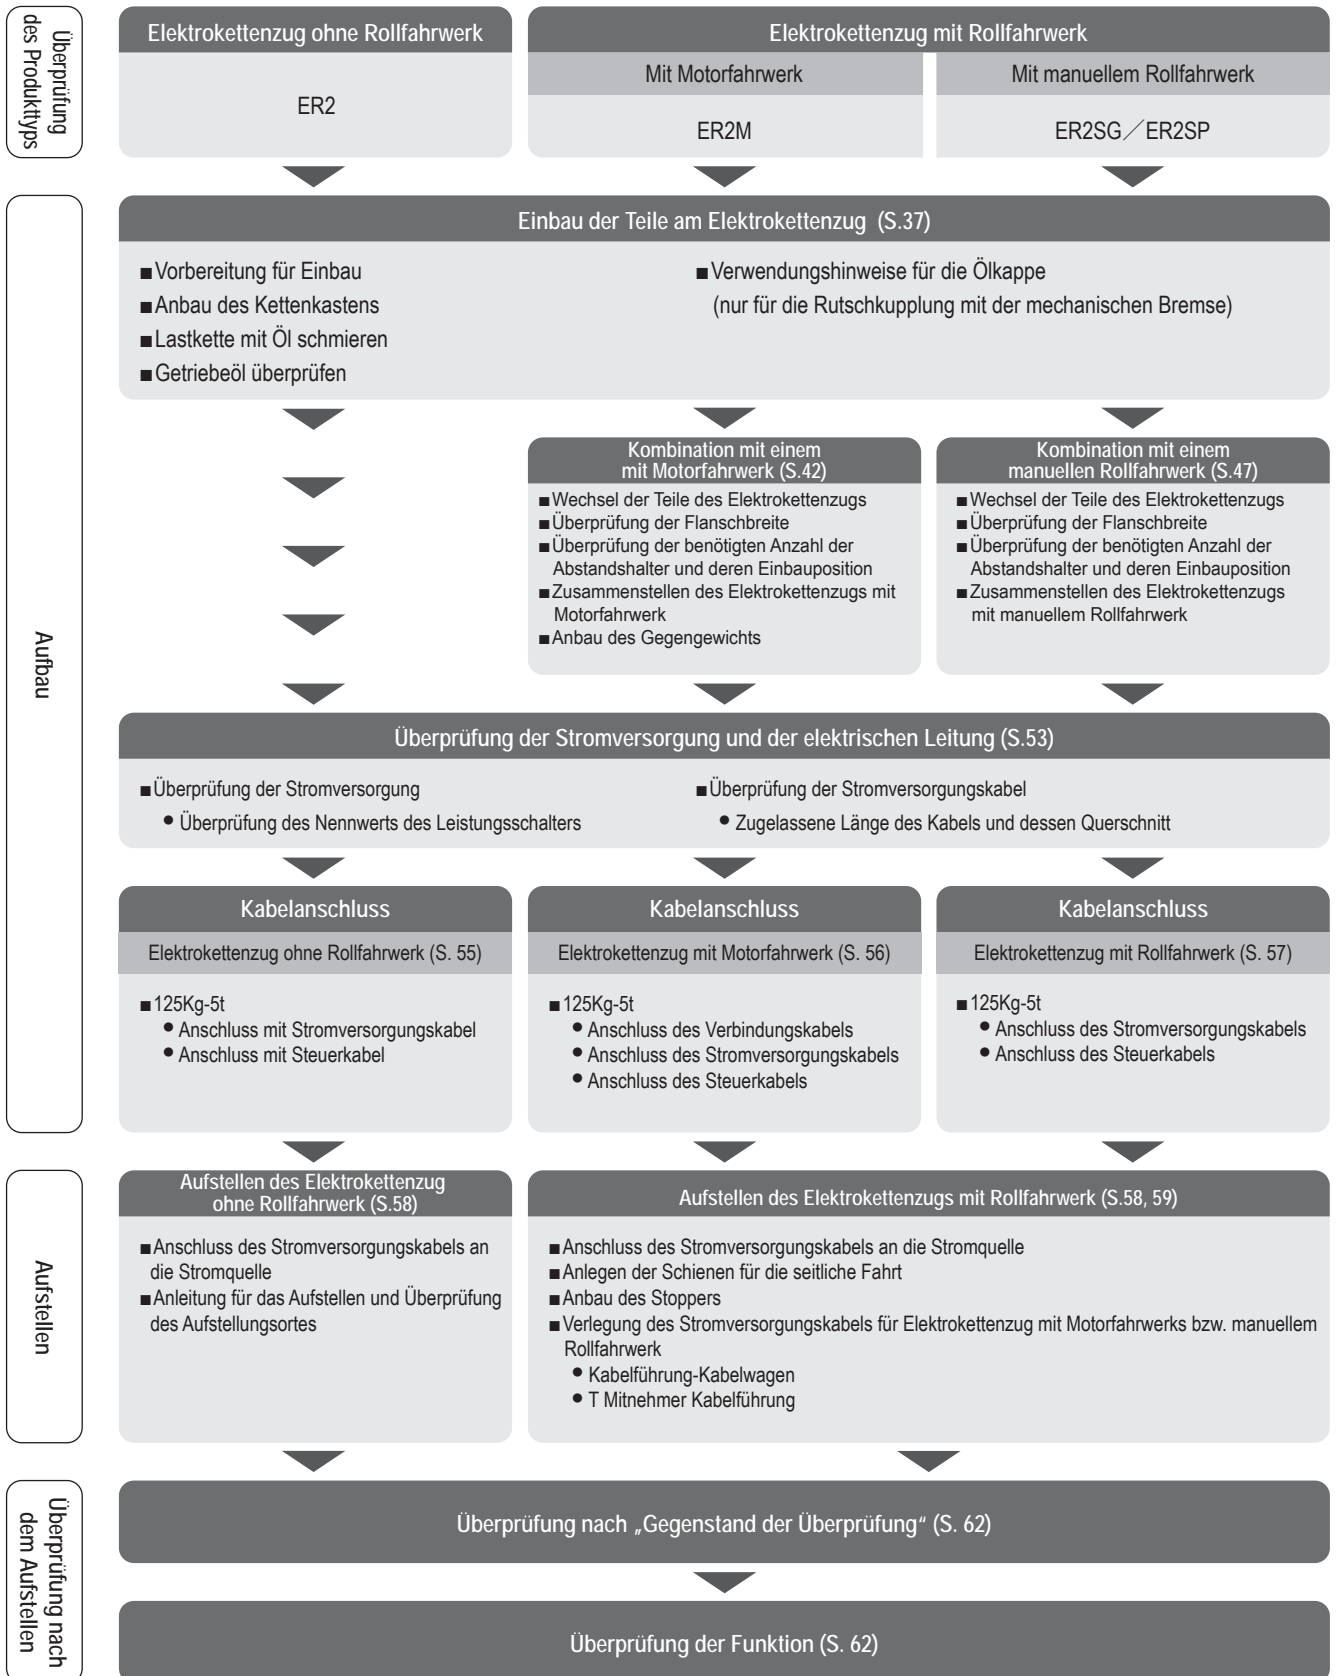 Überprüfung
des Produkttyps
Elektrokettenzug ohne Rollfahrwerk
ER2
Elektrokettenzug mit Rollfahrwerk
Mit Motorfahrwerk
ER2M
Mit manuellem Rollfahrwerk
ER2SG／ER2SP
Aufbau
Einbau der Teile am Elektrokettenzug (S.37)
■Vorbereitung für Einbau
■Anbau des Kettenkastens
■Lastkette mit Öl schmieren
■Getriebeöl überprüfen
■Verwendungshinweise für die Ölkappe
(nur für die Rutschkupplung mit der mechanischen Bremse)
Kombination mit einem
mit Motorfahrwerk (S.42)
■Wechsel der Teile des Elektrokettenzugs
■Überprüfung der Flanschbreite
■Überprüfung der benötigten Anzahl der
Abstandshalter und deren Einbauposition
■Zusammenstellen des Elektrokettenzugs mit
Motorfahrwerk
■Anbau des Gegengewichts
Kombination mit einem
manuellen Rollfahrwerk (S.47)
■Wechsel der Teile des Elektrokettenzugs
■Überprüfung der Flanschbreite
■Überprüfung der benötigten Anzahl der
Abstandshalter und deren Einbauposition
■Zusammenstellen des Elektrokettenzugs
mit manuellem Rollfahrwerk
Überprüfung der Stromversorgung und der elektrischen Leitung (S.53)
■Überprüfung der Stromversorgung
● Überprüfung des Nennwerts des Leistungsschalters
■Überprüfung der Stromversorgungskabel
● Zugelassene Länge des Kabels und dessen Querschnitt
Kabelanschluss
Elektrokettenzug ohne Rollfahrwerk (S. 55)
■125Kg-5t
● Anschluss mit Stromversorgungskabel
● Anschluss mit Steuerkabel
Kabelanschluss
Elektrokettenzug mit Motorfahrwerk (S. 56)
■125Kg-5t
● Anschluss des Verbindungskabels
● Anschluss des Stromversorgungskabels
● Anschluss des Steuerkabels
Kabelanschluss
Elektrokettenzug mit Rollfahrwerk (S. 57)
■125Kg-5t
● Anschluss des Stromversorgungskabels
● Anschluss des Steuerkabels
Aufstellen
Aufstellen des Elektrokettenzug
ohne Rollfahrwerk (S.58)
■Anschluss des Stromversorgungskabels an
die Stromquelle
■Anleitung für das Aufstellen und Überprüfung
des Aufstellungsortes
Aufstellen des Elektrokettenzugs mit Rollfahrwerk (S.58, 59)
■Anschluss des Stromversorgungskabels an die Stromquelle
■Anlegen der Schienen für die seitliche Fahrt
■Anbau des Stoppers
■Verlegung des Stromversorgungskabels für Elektrokettenzug mit Motorfahrwerks bzw. manuellem
Rollfahrwerk
● Kabelführung-Kabelwagen
● T Mitnehmer Kabelführung
Überprüfung nach
dem Aufstellen
Überprüfung nach „Gegenstand der Überprüfung“ (S. 62)
Überprüfung der Funktion (S. 62)